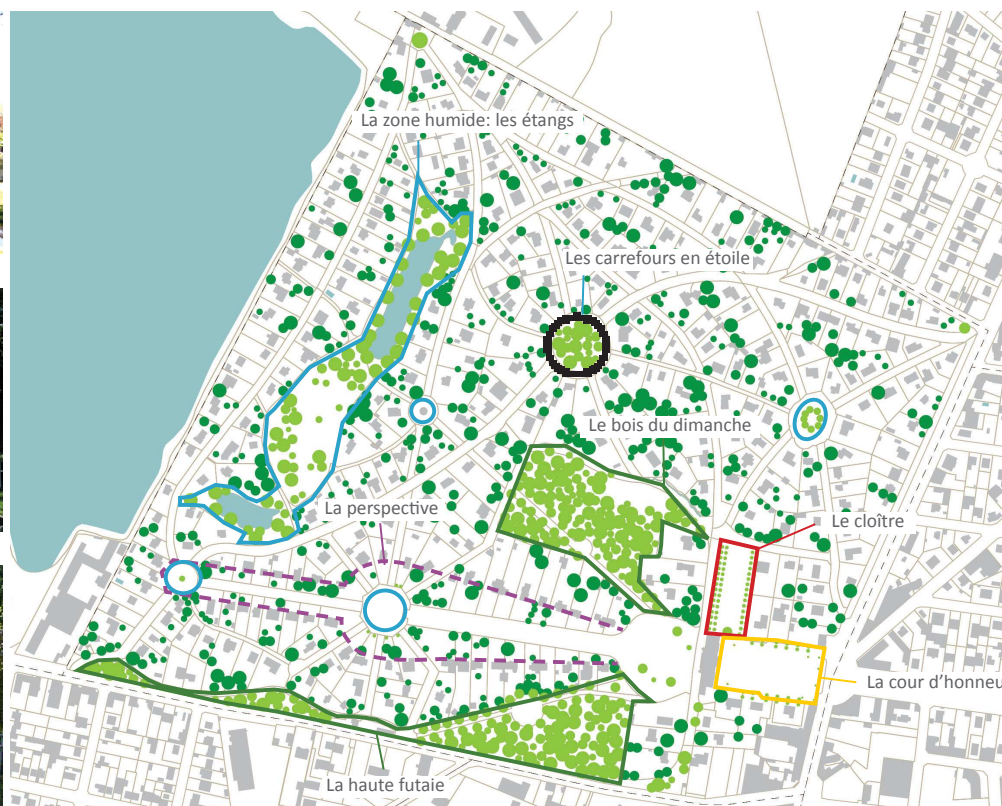 La zone humide: les étangs
Les carrefours en étoile
Le bois du dimanche
La perspective
Le cloître
La cour d'honneu
La haute futaie